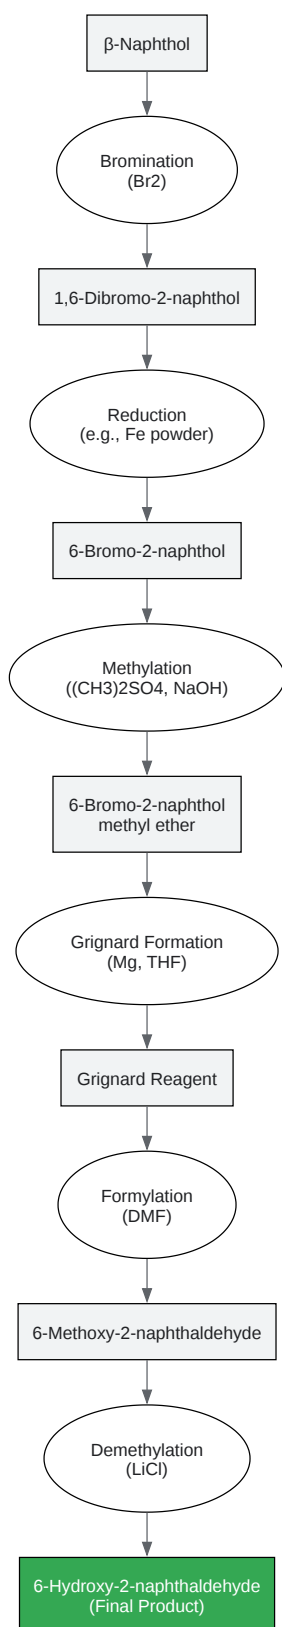 β-Naphthol
Bromination
(Br2)
1,6-Dibromo-2-naphthol
Reduction
(e.g., Fe powder)
6-Bromo-2-naphthol
Methylation
((CH3)2SO4, NaOH)
6-Bromo-2-naphthol
methyl ether
Grignard Formation
(Mg, THF)
Grignard Reagent
Formylation
(DMF)
6-Methoxy-2-naphthaldehyde
Demethylation
(LiCl)
6-Hydroxy-2-naphthaldehyde
(Final Product)